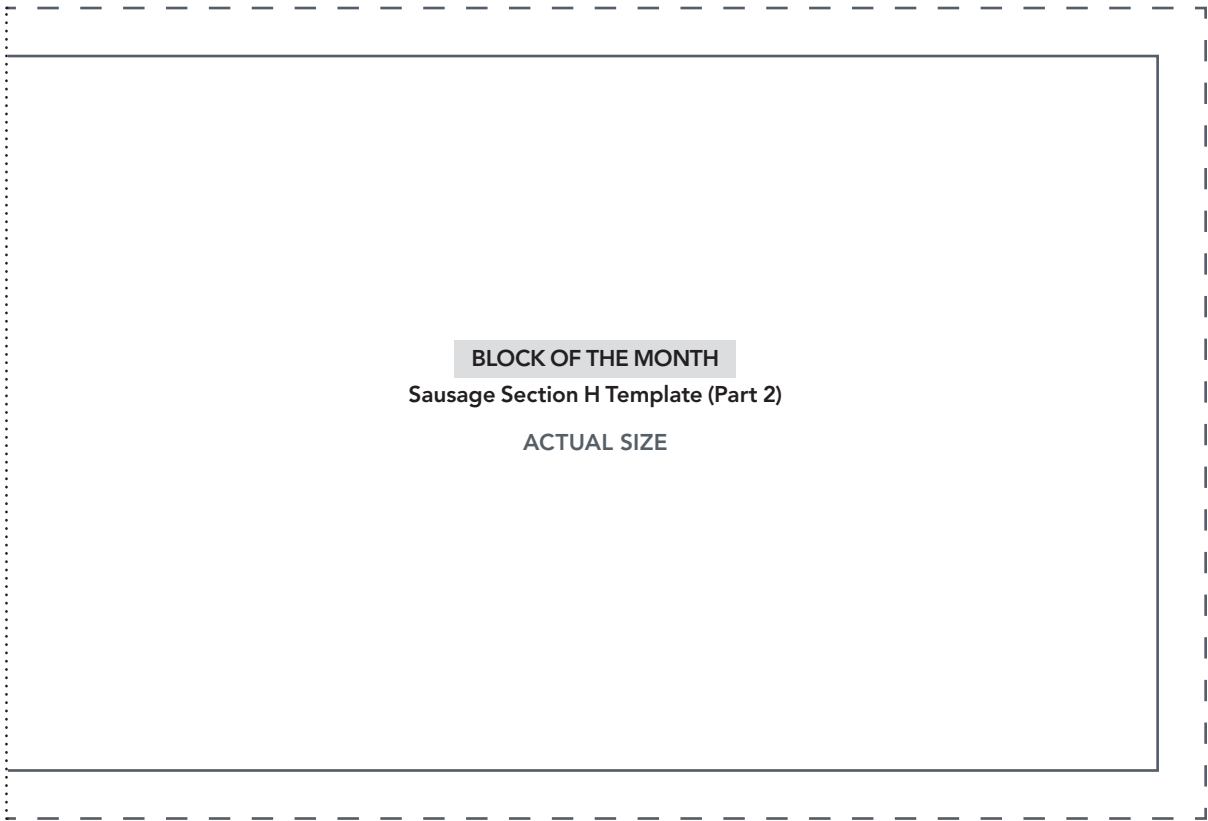 BLOCK OF THE MONTH
Sausage Section H Template (Part 2)
ACTUAL SIZE